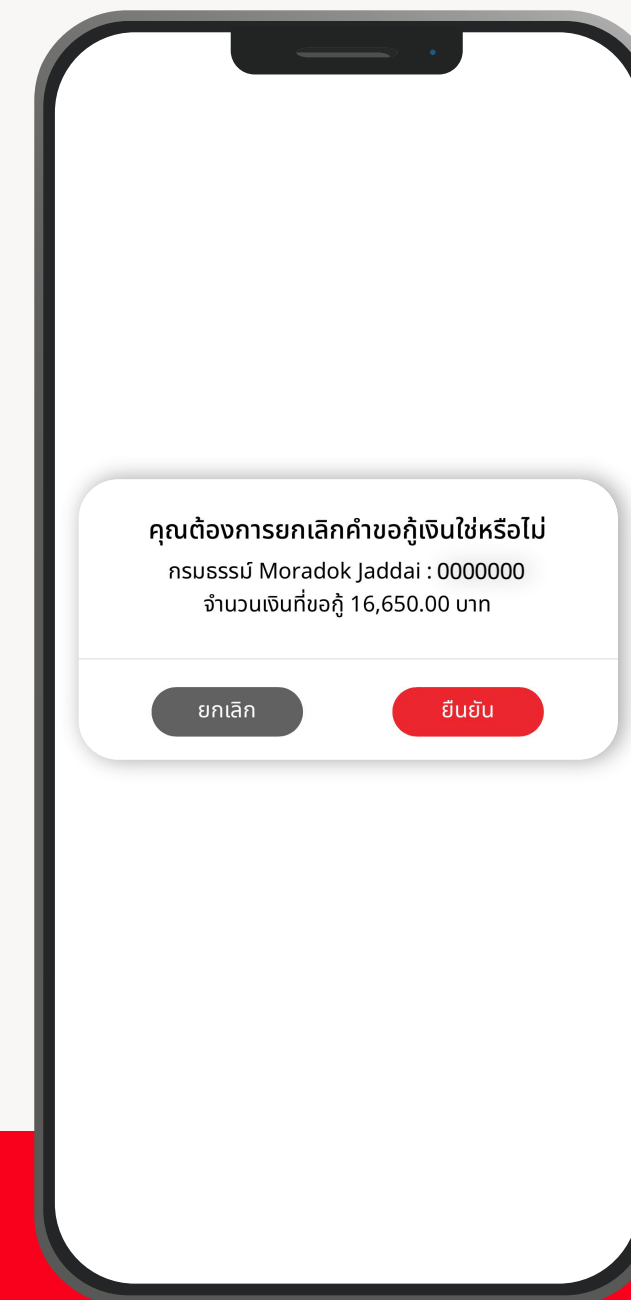 คุณต้องการยกเลิกคำขอกู้เงินใช่หรือไม่
กรมธรรม์ Moradok Jaddai : 0000000
จำนวนเงินที่ขอกู้ 16,650.00 บาท
ยกเลิก ยืนยัน